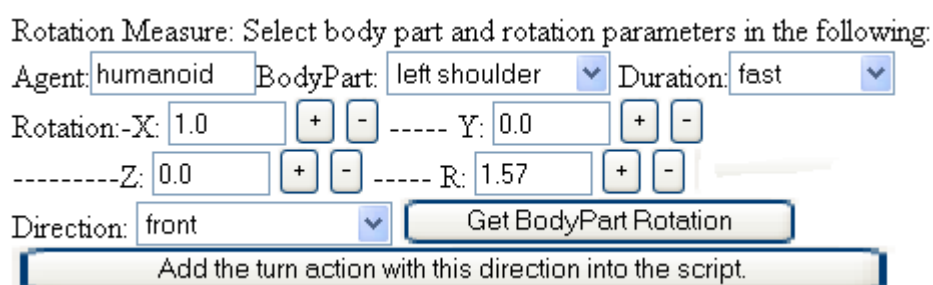 Rotation Measure: Select body part and rotation parameters in the following:
Agent: humanoid BodyPart: left shoulder Duration: fast
Rotation:-X: 1.0 + - ----- Y: 0.0 + -
---------Z: 0.0 + - ----- R: 1.57 + -
Direction: front Get BodyPart Rotation
Add the turn action with this direction into the script.